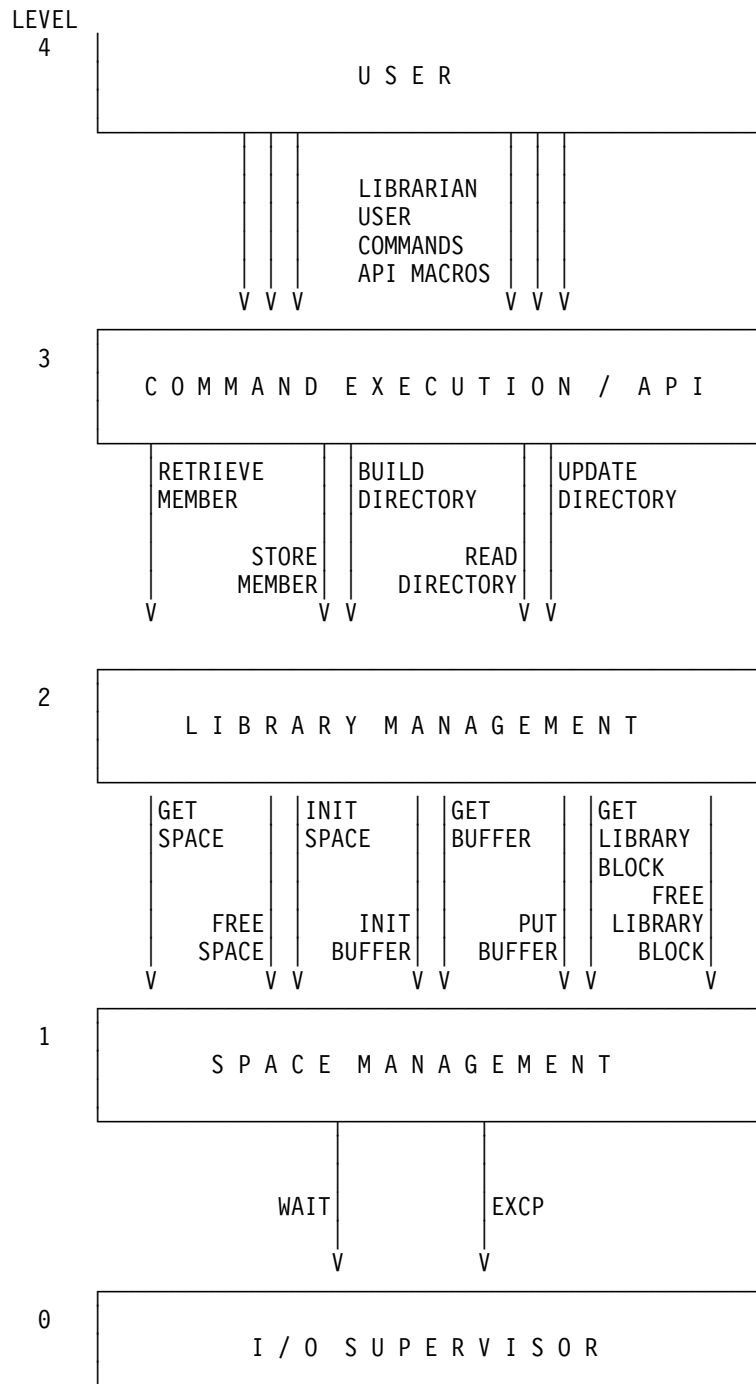 LEVEL
4
U S E R
LIBRARIAN
USER
COMMANDS
API MACROS
V V V V V V
3
C O M M A N D E X E C U T I O N / A P I
RETRIEVE BUILD UPDATE
MEMBER DIRECTORY DIRECTORY
STORE READ
MEMBER DIRECTORY
V V V V V
2
L I B R A R Y M A N A G E M E N T
GET INIT GET GET
SPACE SPACE BUFFER LIBRARY
BLOCK
FREE
FREE INIT PUT LIBRARY
SPACE BUFFER BUFFER BLOCK
V V V V V V V V
1
S P A C E M A N A G E M E N T
WAIT EXCP
V V
0
I / O S U P E R V I S O R